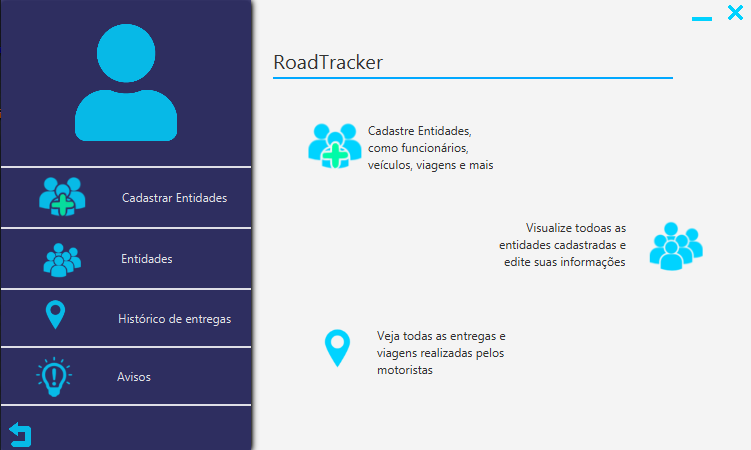 RoadTracker
Cadastre Entidades,
como funcionários,
veículos, viagens e mais
Cadastrar Entidades
Visualize todoas as
entidades cadastradas e
edite suas informações
Entidades
Histórico de entregas
Veja todas as entregas e
viagens realizadas pelos
motoristas
Avisos